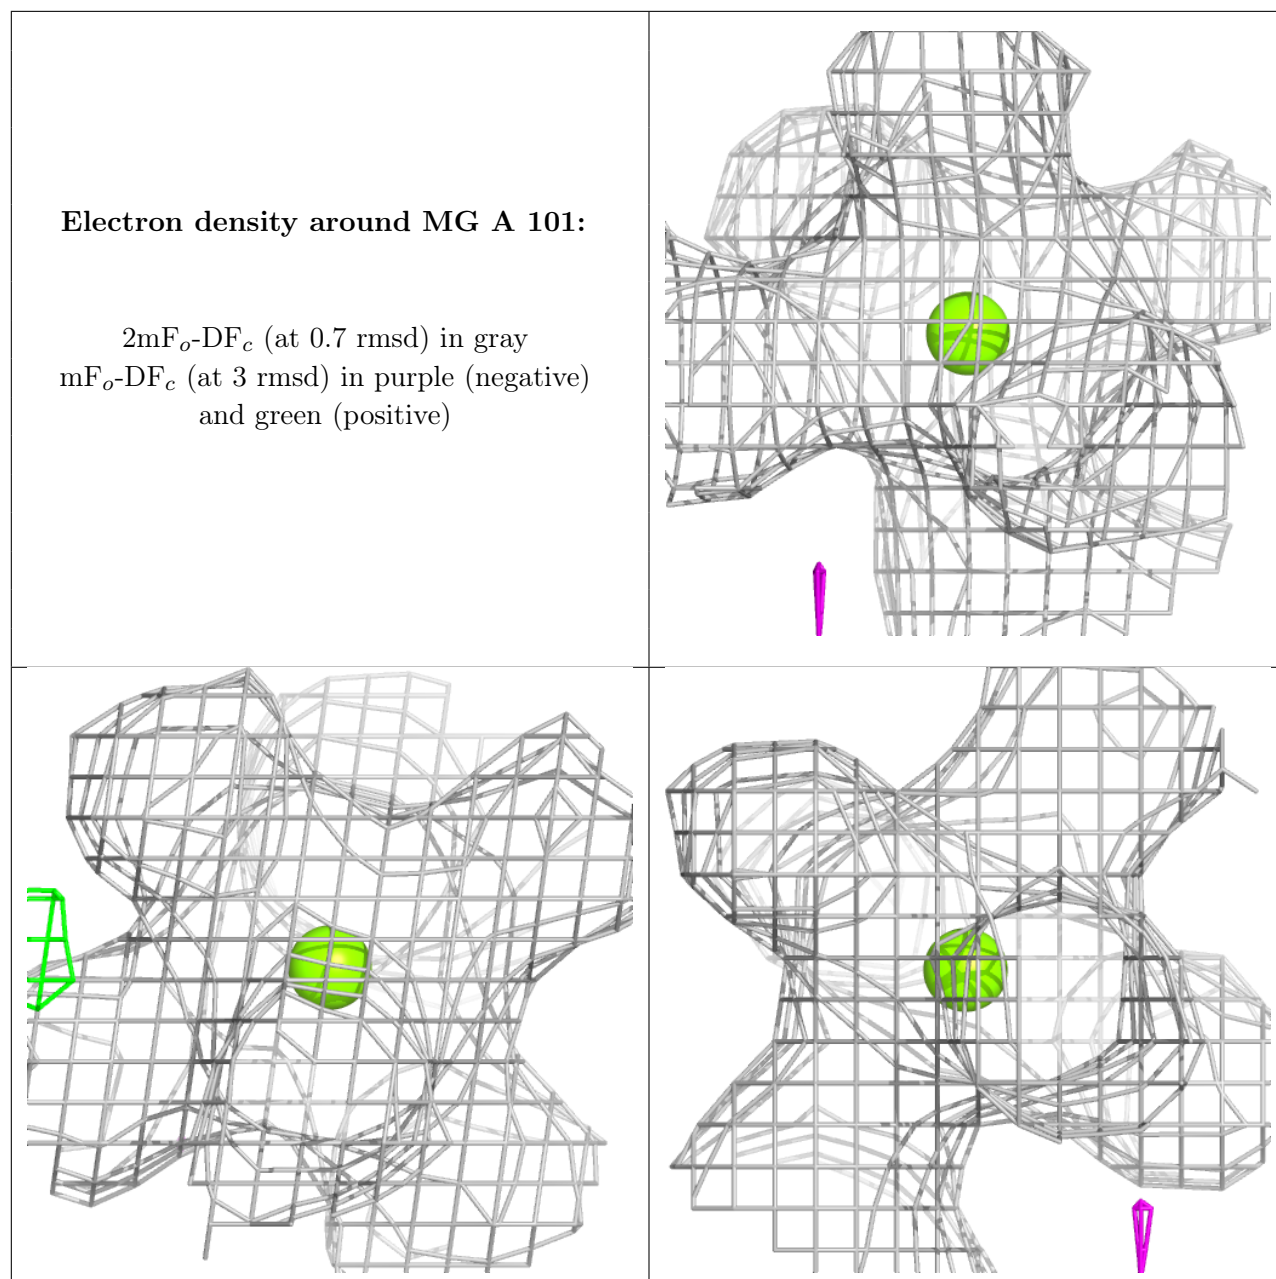 Electron density around MG A 101:
2mFo-DFc (at 0.7 rmsd) in gray
mFo-DFc (at 3 rmsd) in purple (negative)
and green (positive)